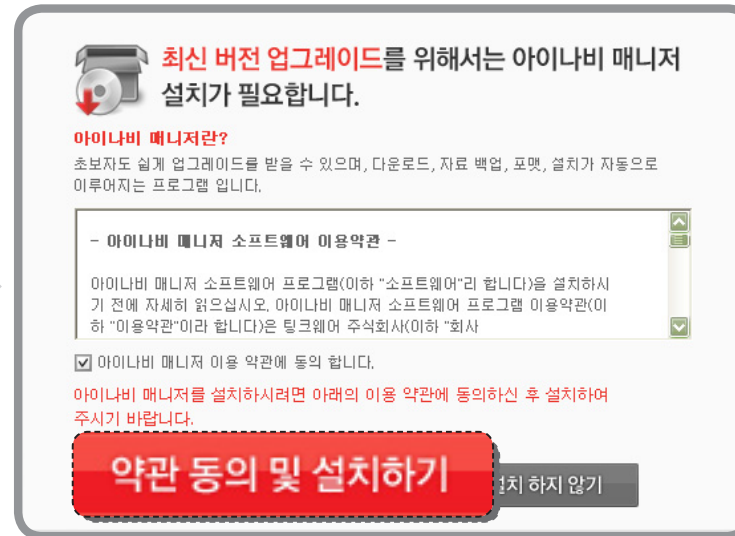 최신 버전 업그레이드를 위해서는 아이나비 매니저
설치가 필요합니다.
아이나비 매니저란?
초보자도 쉽게 업그레이드를 받을 수 있으며, 다운로드, 자료 백업, 포맷, 설치가 자동으로
이루어지는 프로그램 입니다.
- 아이나비 매니저 소프트웨어 이용약관 -
아이나비 매니저 소프트웨어 프로그램(이하 "소프트웨어"리 합니다)을 설치하시
기 전에 자세히 읽으십시오. 아이나비 매니저 소프트웨어 프로그램 이용약관(이
하 "이용약관"이라 합니다)은 팅크웨어 주식회사(이하 "회사
아이나비 매니저 이용 약관에 동의 합니다.
아이나비 매니저를 설치하시려면 아래의 이용 약관에 동의하신 후 설치하여
주시기 바랍니다.
약관 동의 및 설치하기
치 하지 않기